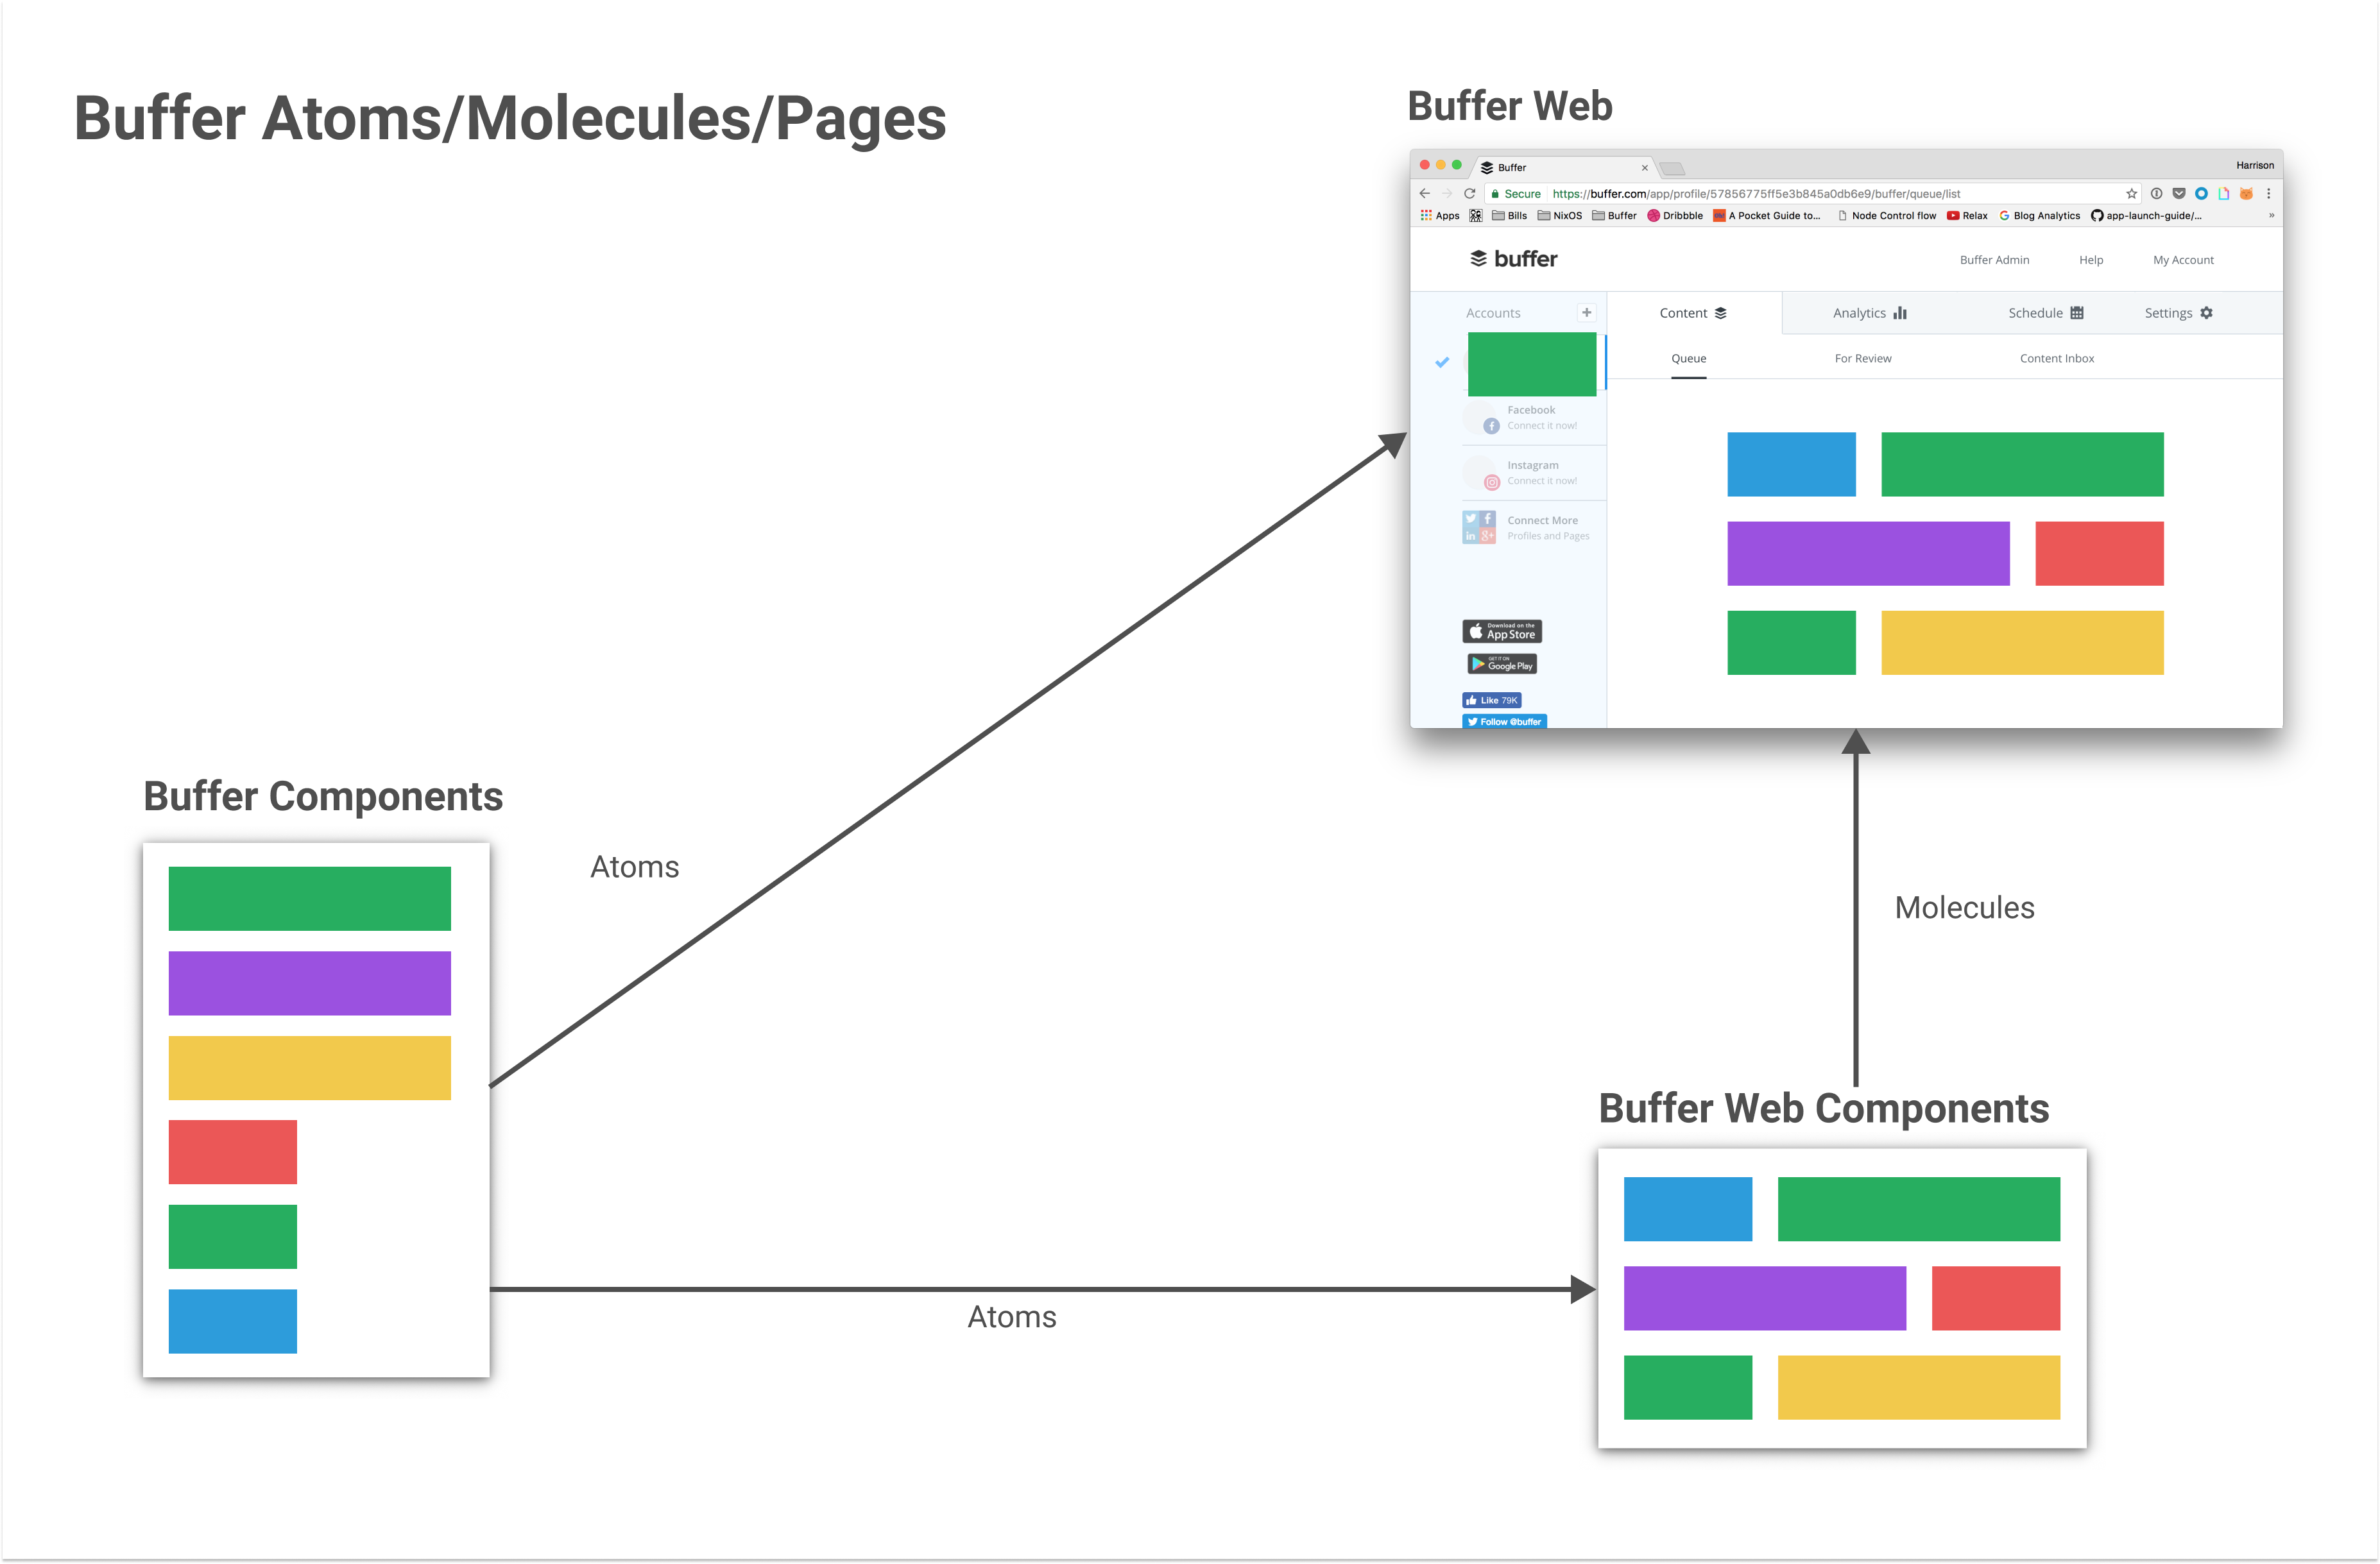 Buffer Atoms/Molecules/Pages
Buffer Web
Buffer
Harrison
Secure https://buffer.com/app/profile/57856775ff5e3b845a0db6e9/buffer/queue/list
Apps Bills NixOS Buffer Dribbble A Pocket Guide to... Node Control flow Relax Blog Analytics app-launch-guide/... »
buffer
Buffer Admin Help My Account
Accounts +
Content Analytics Schedule Settings
Queue For Review Content Inbox
Facebook
Connect it now!
Instagram
Connect it now!
Connect More
Profiles and Pages
Download on the
App Store
GET IT ON
Google Play
Like 79K
Follow @buffer
Buffer Components
Atoms
Molecules
Buffer Web Components
Atoms